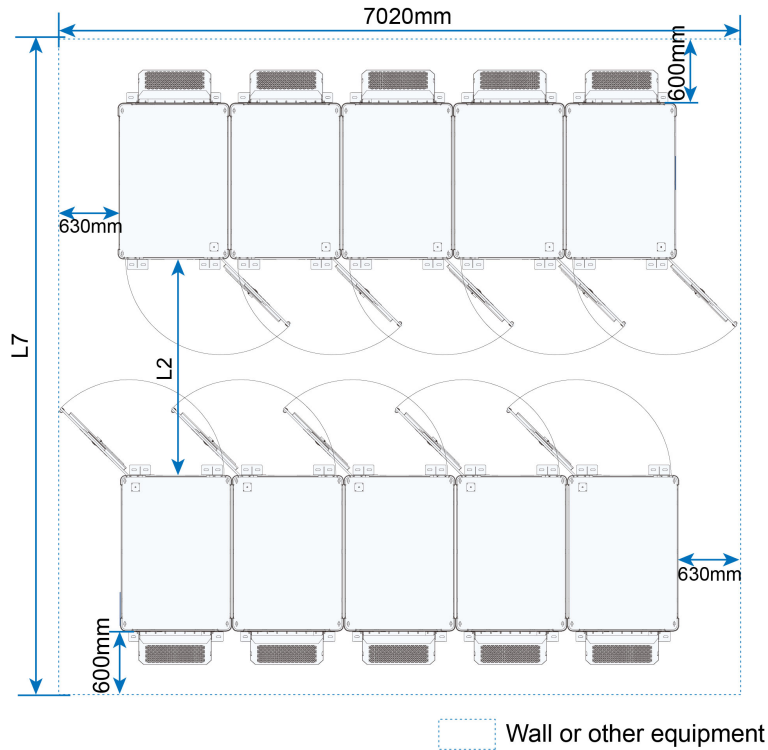 7020mm
600mm
630mm
L7
L2
630mm
600mm
Wall or other equipment